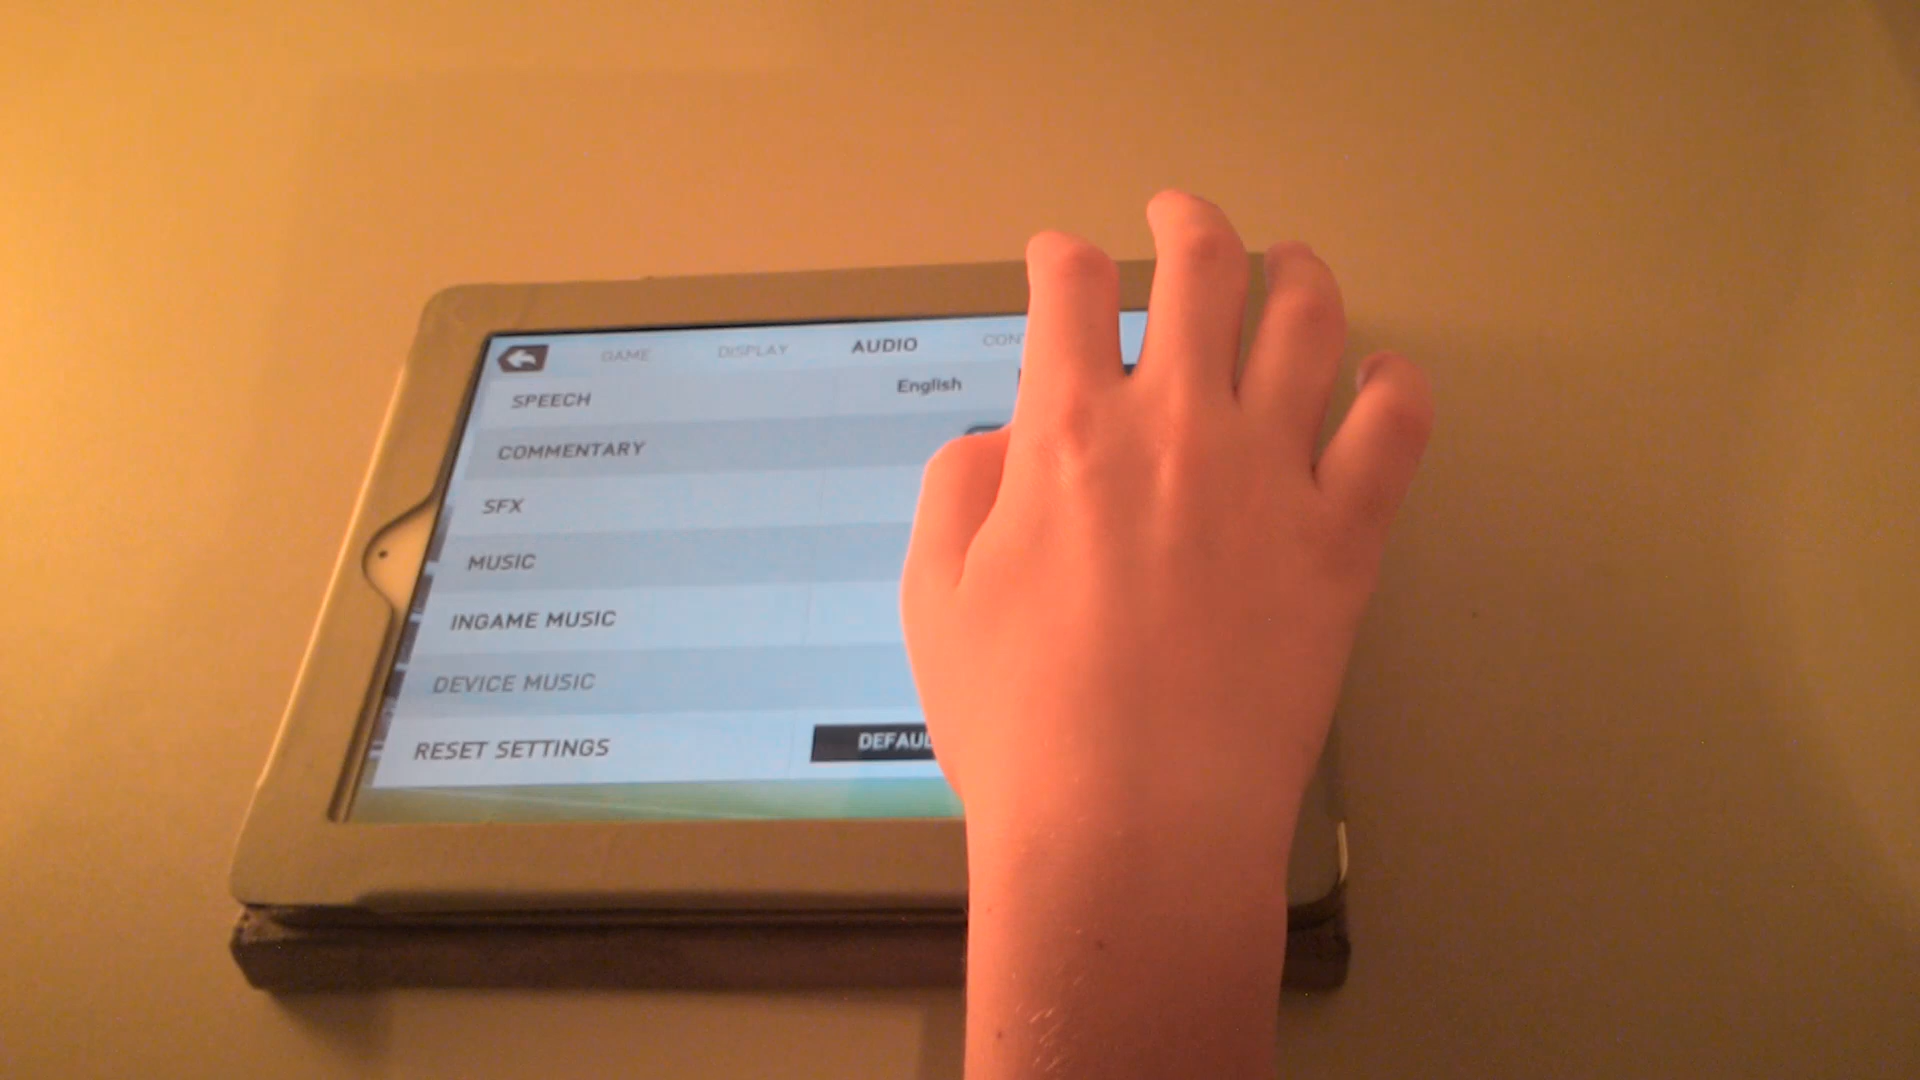 GAME DISPLAY AUDIO
SPEECH English
COMMENTARY
SFX
MUSIC
INGAME MUSIC
DEVICE MUSIC
RESET SETTINGS